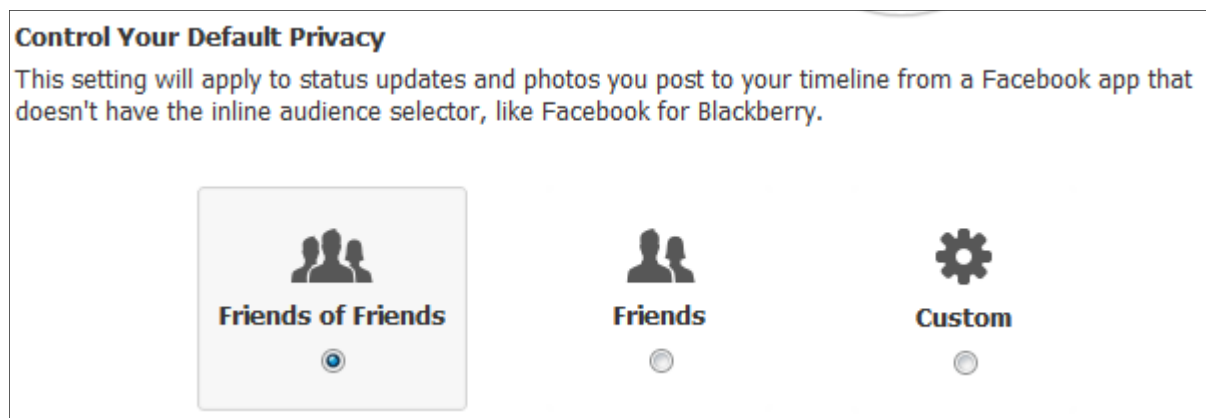 Control Your Default Privacy
This setting will apply to status updates and photos you post to your timeline from a Facebook app that
doesn't have the inline audience selector, like Facebook for Blackberry.
Friends of Friends
Friends
Custom